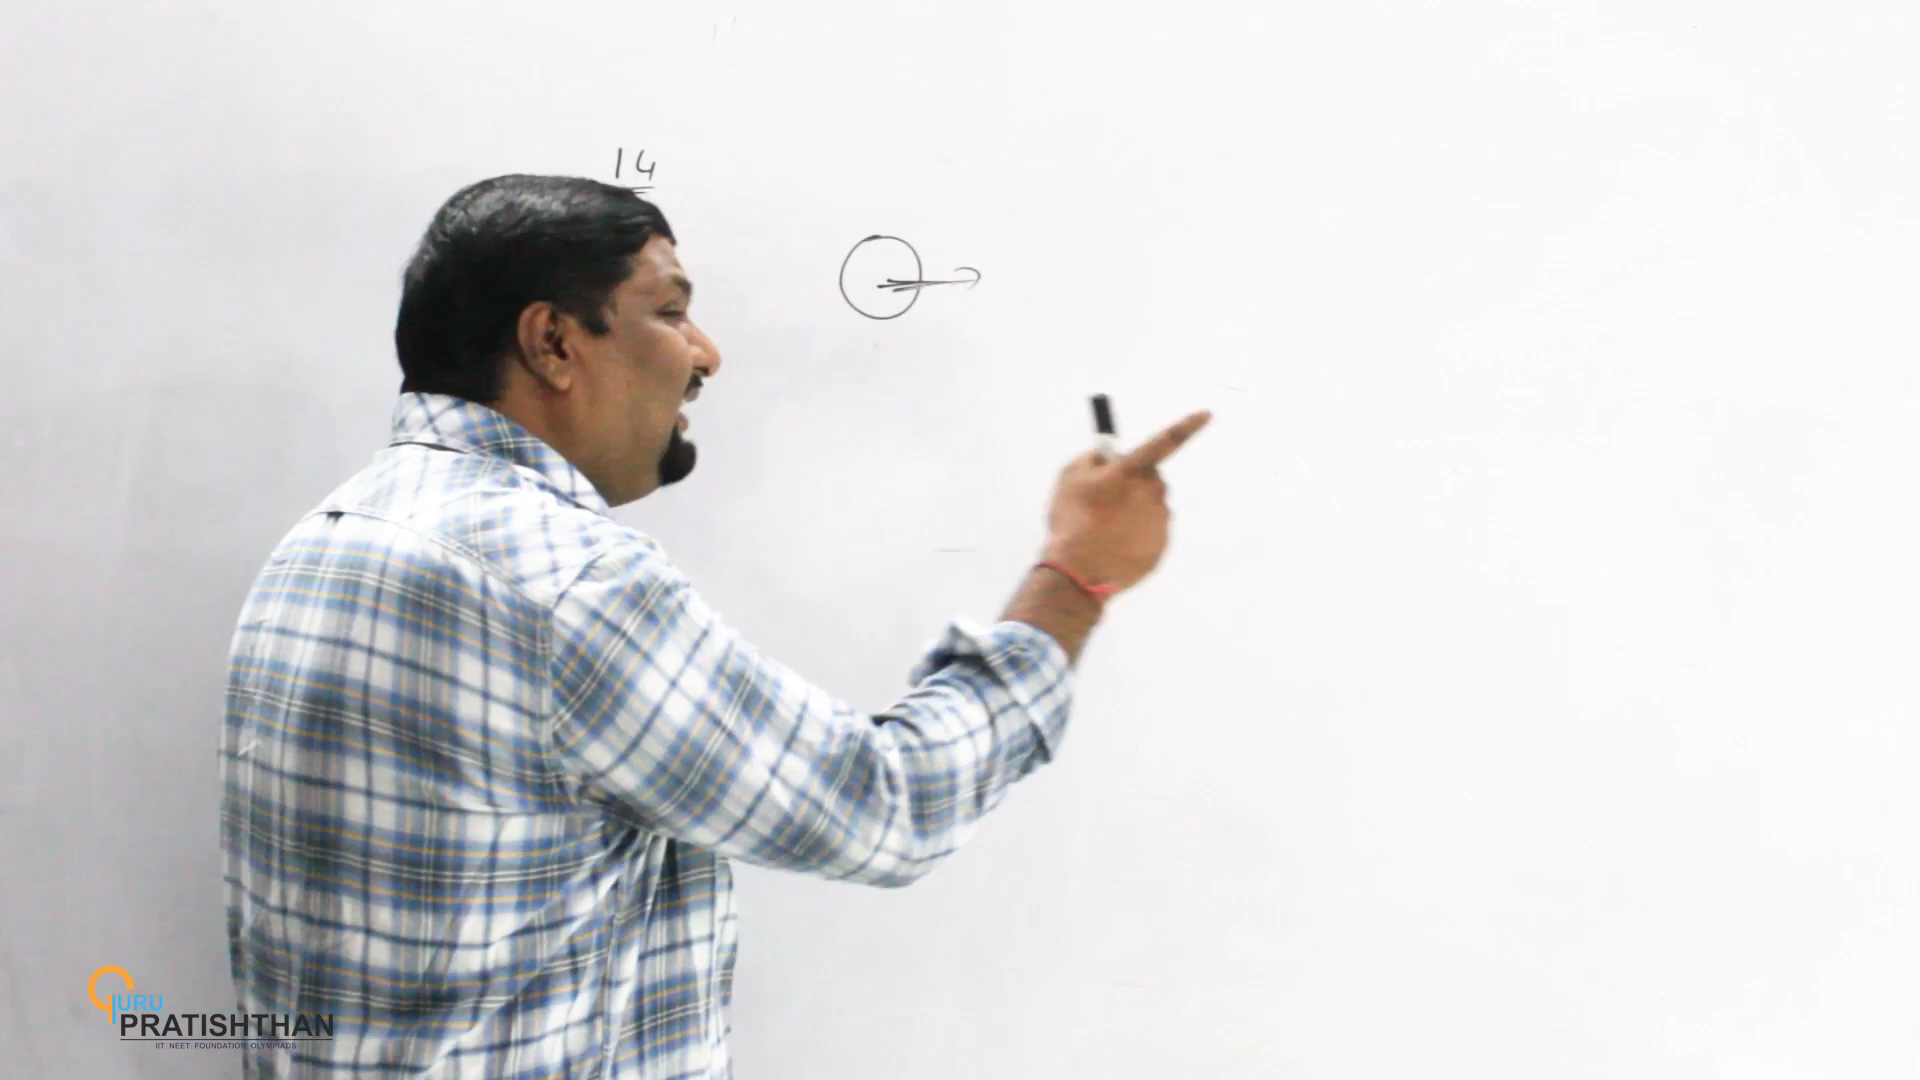 14
GURU
PRATISHTHAN
IIT | NEET | FOUNDATION | OLYMPIADS